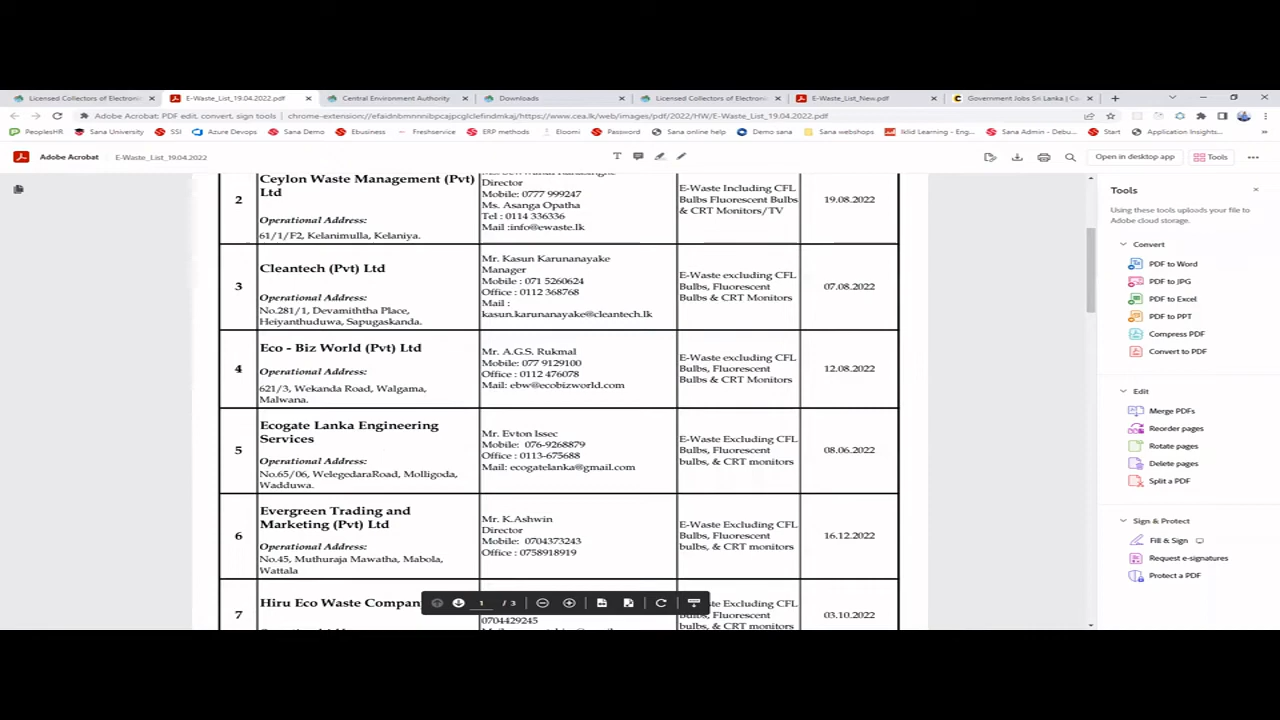 Licensed Collectors of Electroni
E-Waste_List_19.04.2022.pdf
Central Environment Authority
Downloads
Licensed Collectors of Electroni
E-Waste_List_New.pdf
Government Jobs Sri Lanka | Ca
Adobe Acrobat: PDF edit, convert, sign tools | chrome-extension://efaidnbmnnnibpcajpcglclefindmkaj/https://www.cea.lk/web/images/pdf/2022/HW/E-Waste_List_19.04.2022.pdf
PeoplesHR
Sana University
SSI
Azure Devops
Sana Demo
Ebusiness
Freshservice
ERP methods
Eloomi
Password
Sana online help
Demo sana
Sana webshops
Iklid Learning - Eng...
Sana Admin - Debu...
Start
Application Insights...
Adobe Acrobat
E-Waste_List_19.04.2022
Open in desktop app
Tools
2
Ceylon Waste Management (Pvt)
Ltd
Operational Address:
61/1/F2, Kelanimulla, Kelaniya.
Director
Mobile: 0777 999247
Ms. Asanga Opatha
Tel : 0114 336336
Mail :info@ewaste.lk
E-Waste Including CFL
Bulbs Fluorescent Bulbs
& CRT Monitors/TV
19.08.2022
3
Cleantech (Pvt) Ltd
Operational Address:
No.281/1, Devamiththa Place,
Heiyanthuduwa, Sapugaskanda.
Mr. Kasun Karunanayake
Manager
Mobile : 071 5260624
Office : 0112 368768
Mail :
kasun.karunanayake@cleantech.lk
E-Waste excluding CFL
Bulbs, Fluorescent
Bulbs & CRT Monitors
07.08.2022
4
Eco - Biz World (Pvt) Ltd
Operational Address:
621/3, Wekanda Road, Walgama,
Malwana.
Mr. A.G.S. Rukmal
Mobile: 077 9129100
Office : 0112 476078
Mail: ebw@ecobizworld.com
E-Waste excluding CFL
Bulbs, Fluorescent
Bulbs & CRT Monitors
12.08.2022
5
Ecogate Lanka Engineering
Services
Operational Address:
No.65/06, WelegedaraRoad, Molligoda,
Wadduwa.
Mr. Evton Issec
Mobile: 076-9268879
Office : 0113-675688
Mail: ecogatelanka@gmail.com
E-Waste Excluding CFL
Bulbs, Fluorescent
bulbs, & CRT monitors
08.06.2022
6
Evergreen Trading and
Marketing (Pvt) Ltd
Operational Address:
No.45, Muthuraja Mawatha, Mabola,
Wattala
Mr. K.Ashwin
Director
Mobile: 0704373243
Office : 0758918919
E-Waste Excluding CFL
Bulbs, Fluorescent
bulbs, & CRT monitors
16.12.2022
7
Hiru Eco Waste Compan
0704429245
te Excluding CFL
Bulbs, Fluorescent
bulbs, & CRT monitors
03.10.2022
1 / 3
Tools
Using these tools uploads your file to
Adobe cloud storage.
Convert
PDF to Word
PDF to JPG
PDF to Excel
PDF to PPT
Compress PDF
Convert to PDF
Edit
Merge PDFs
Reorder pages
Rotate pages
Delete pages
Split a PDF
Sign & Protect
Fill & Sign
Request e-signatures
Protect a PDF